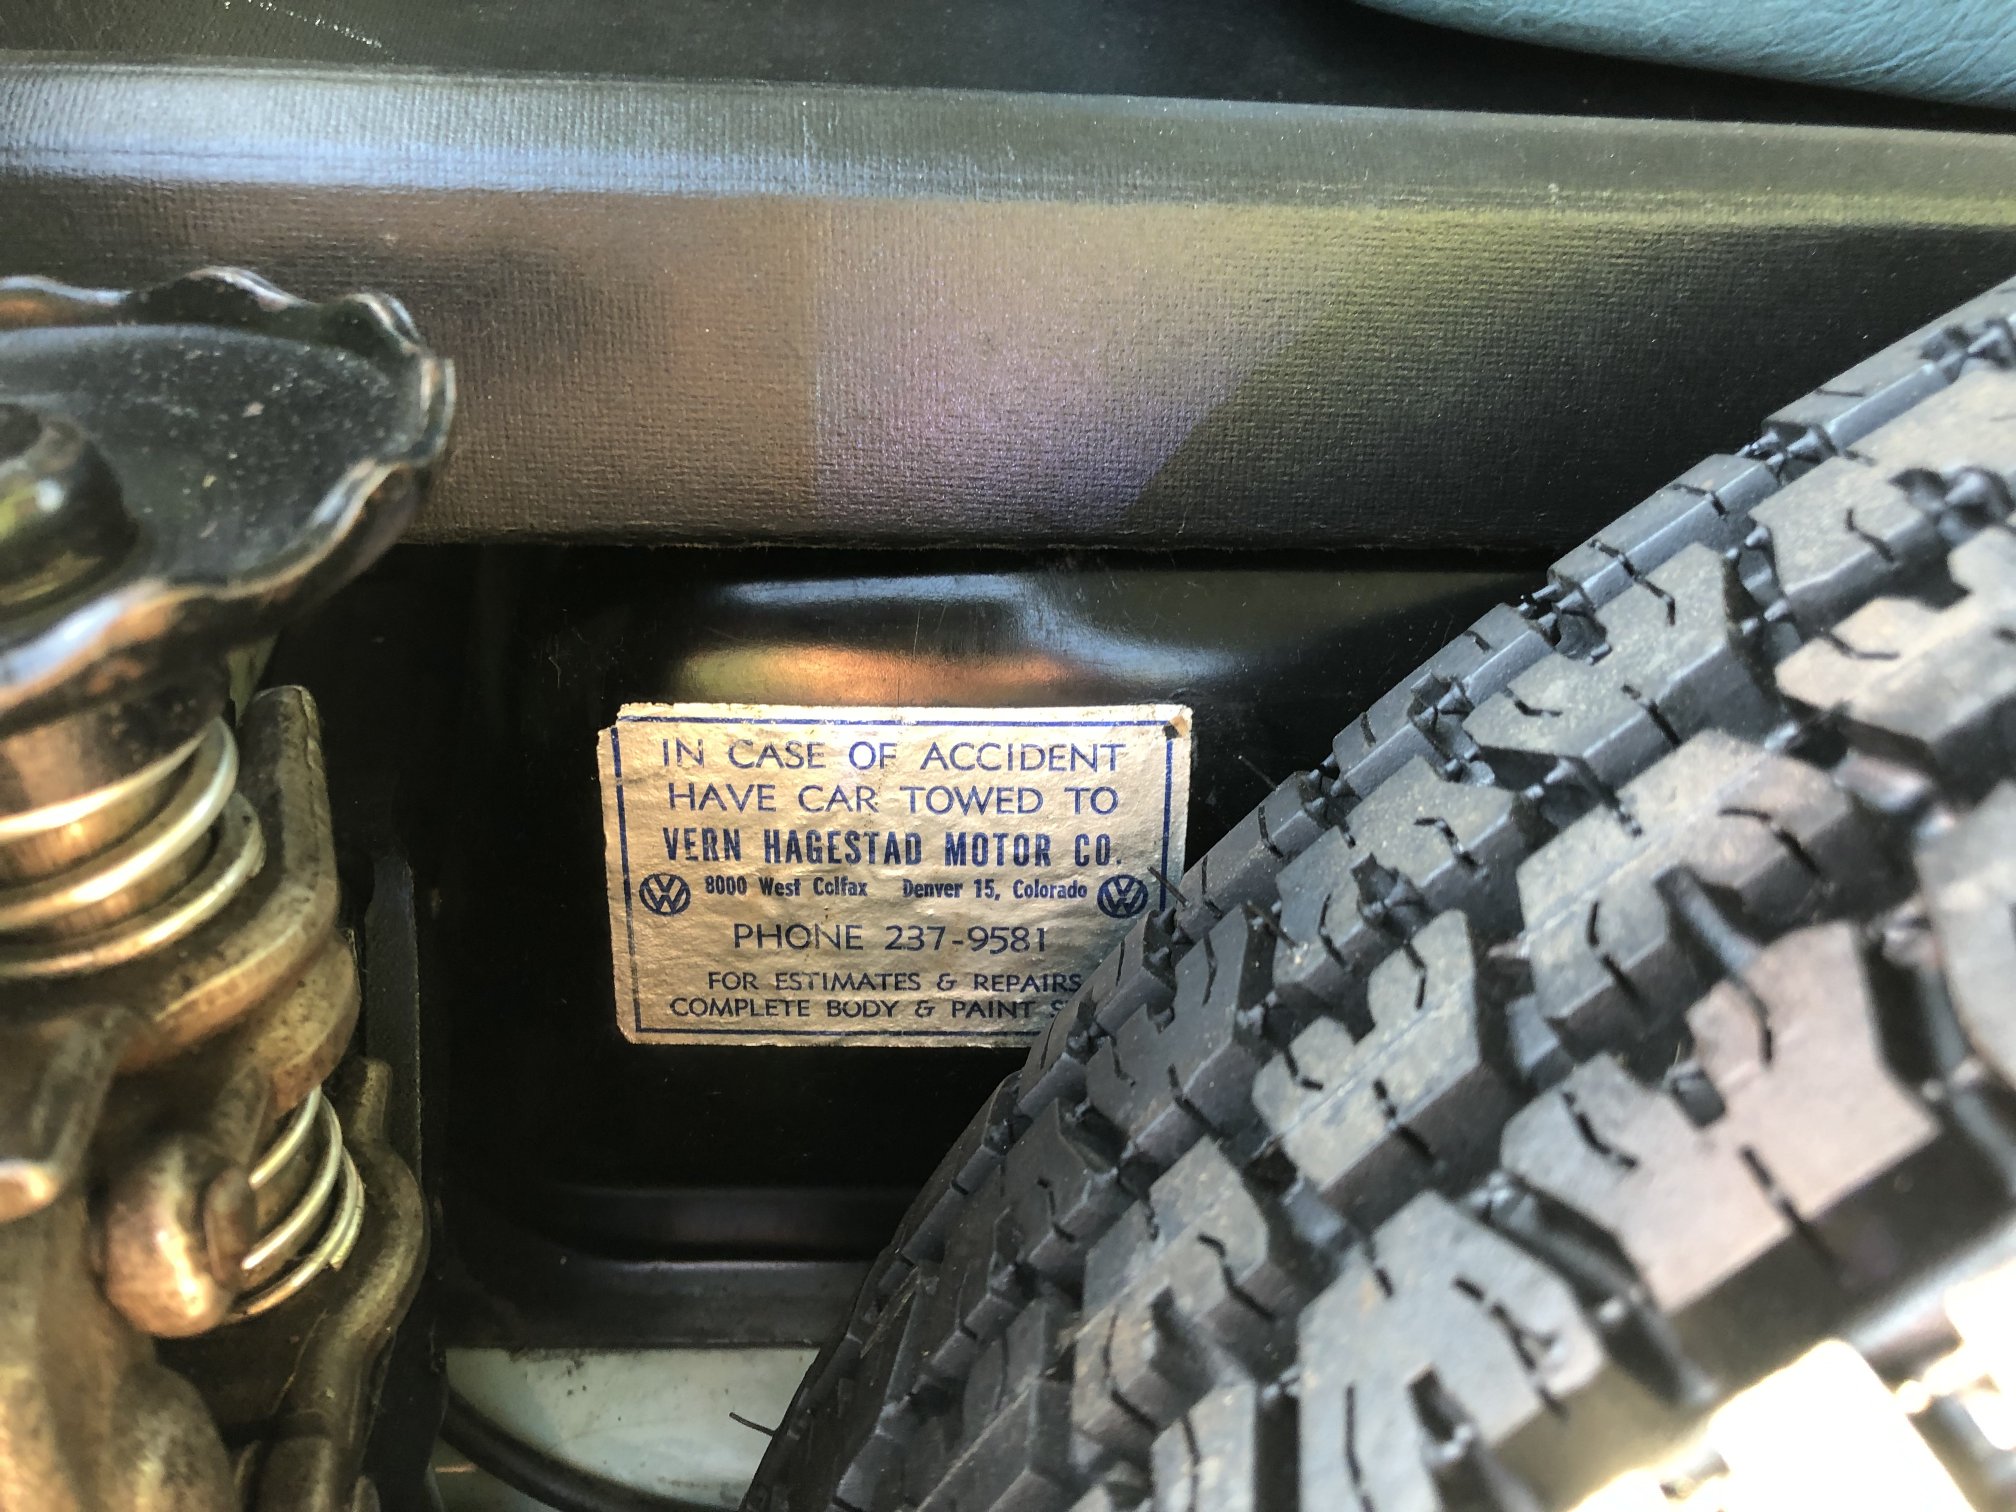 IN CASE OF ACCIDENT
HAVE CAR TOWED TO
VERN HAGESTAD MOTOR CO.
8000 West Colfax Denver 15, Colorado
PHONE 237-9581
FOR ESTIMATES & REPAIRS
COMPLETE BODY & PAINT